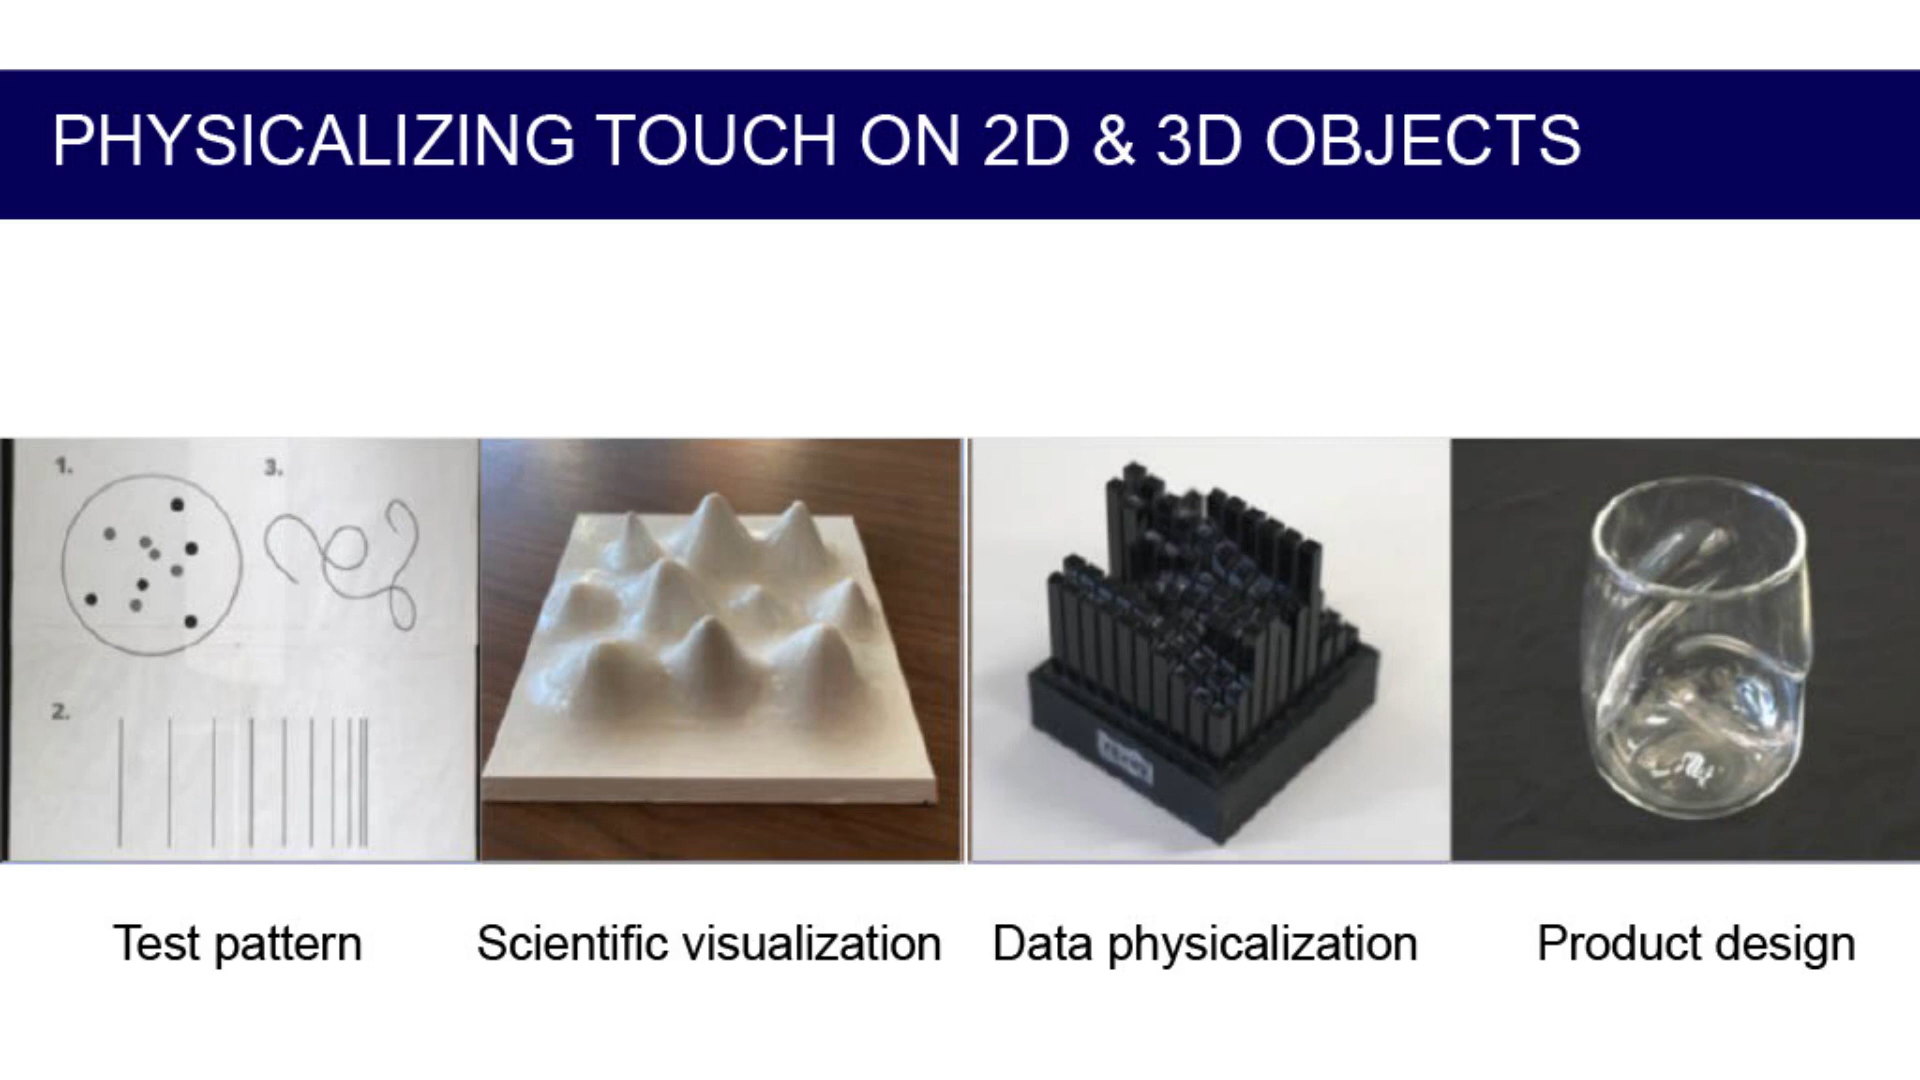 PHYSICALIZING TOUCH ON 2D & 3D OBJECTS
1.
3.
2.
Test pattern
Scientific visualization
Data physicalization
Product design